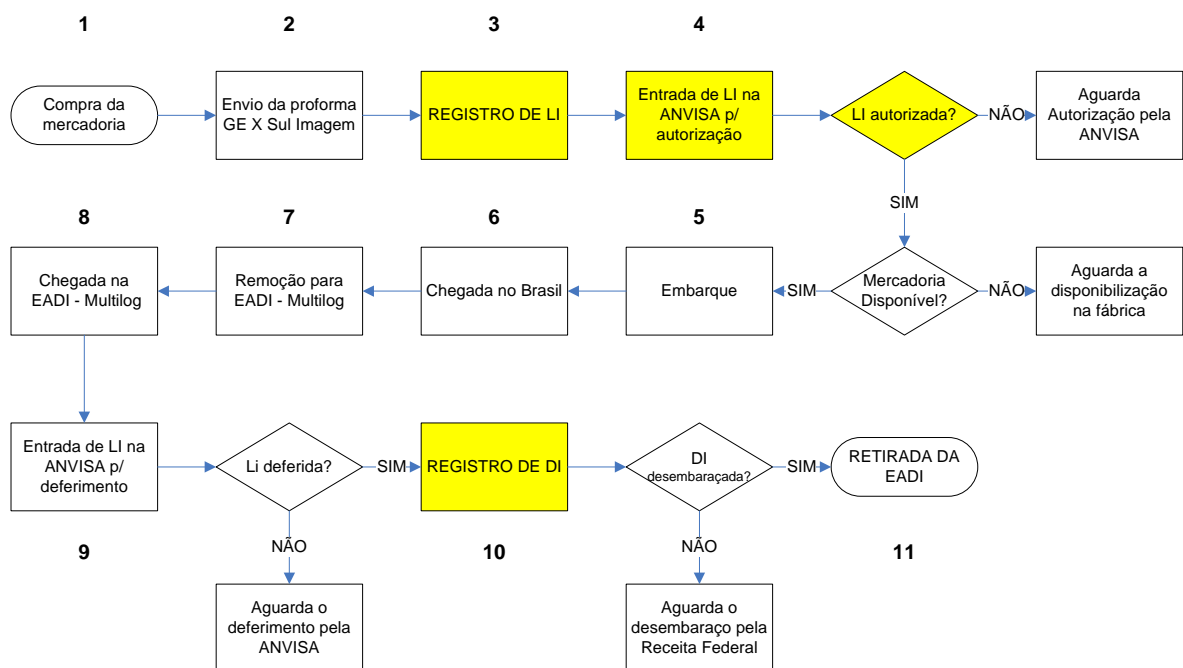 1
2
3
4
Compra da
mercadoria
Envio da proforma
GE X Sul Imagem
REGISTRO DE LI
Entrada de LI na
ANVISA p/
autorização
LI autorizada?
NÃO
Aguarda
Autorização pela
ANVISA
SIM
8
7
6
5
Chegada na
EADI - Multilog
Remoção para
EADI - Multilog
Chegada no Brasil
Embarque
SIM
Mercadoria
Disponível?
NÃO
Aguarda a
disponibilização
na fábrica
Entrada de LI na
ANVISA p/
deferimento
Li deferida?
SIM
REGISTRO DE DI
DI
desembaraçada?
SIM
RETIRADA DA
EADI
9
NÃO
10
NÃO
11
Aguarda o
deferimento pela
ANVISA
Aguarda o
desembaraço pela
Receita Federal